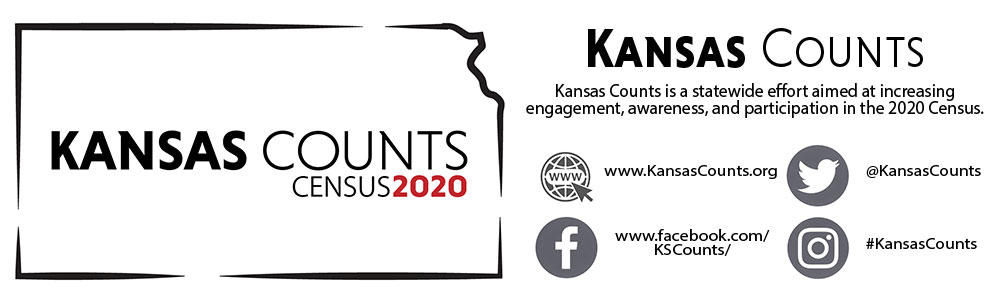 KANSAS COUNTS
CENSUS2020
KANSAS COUNTS
Kansas Counts is a statewide effort aimed at increasing
engagement, awareness, and participation in the 2020 Census.
WWW
www.KansasCounts.org
@KansasCounts
www.facebook.com/
KSCounts/
#KansasCounts